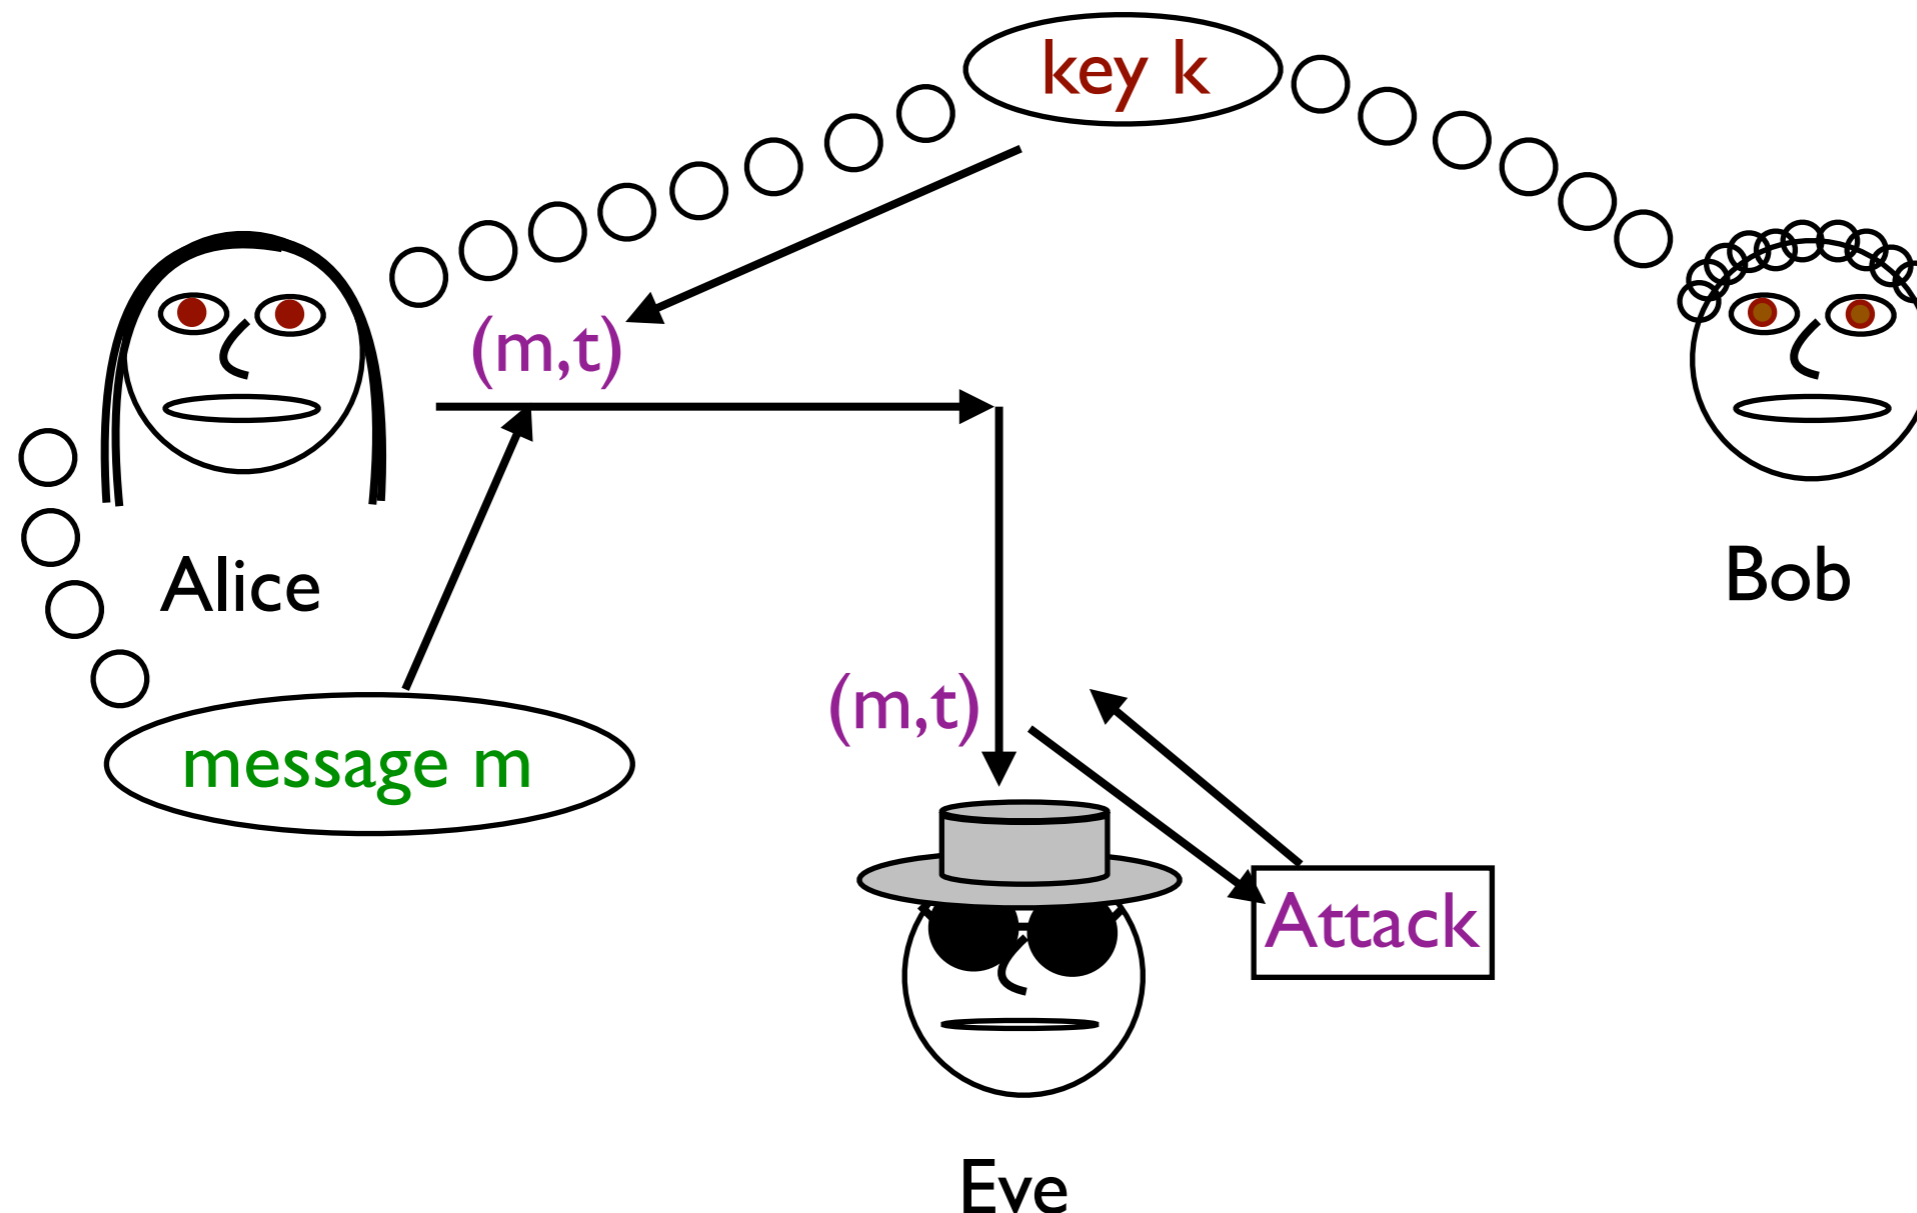 key k
(m,t)
Alice
Bob
(m,t)
message m
Attack
Eve